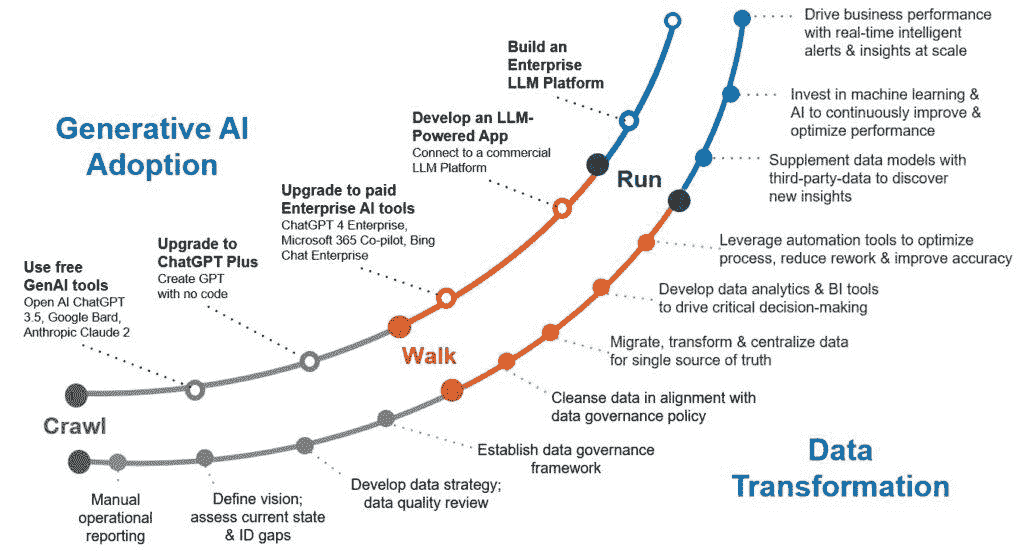 Generative AI
Adoption
Use free
GenAI tools
Open AI ChatGPT
3.5, Google Bard,
Anthropic Claude 2
Upgrade to
ChatGPT Plus
Create GPT
with no code
Upgrade to paid
Enterprise AI tools
ChatGPT 4 Enterprise,
Microsoft 365 Co-pilot, Bing
Chat Enterprise
Develop an LLM-
Powered App
Connect to a commercial
LLM Platform
Build an
Enterprise
LLM Platform
Crawl
Walk
Run
Manual
operational
reporting
Define vision;
assess current state
& ID gaps
Develop data strategy;
data quality review
Establish data governance
framework
Cleanse data in alignment with
data governance policy
Migrate, transform & centralize data
for single source of truth
Develop data analytics & BI tools
to drive critical decision-making
Leverage automation tools to optimize
process, reduce rework & improve accuracy
Supplement data models with
third-party-data to discover
new insights
Invest in machine learning &
AI to continuously improve &
optimize performance
Drive business performance
with real-time intelligent
alerts & insights at scale
Data
Transformation